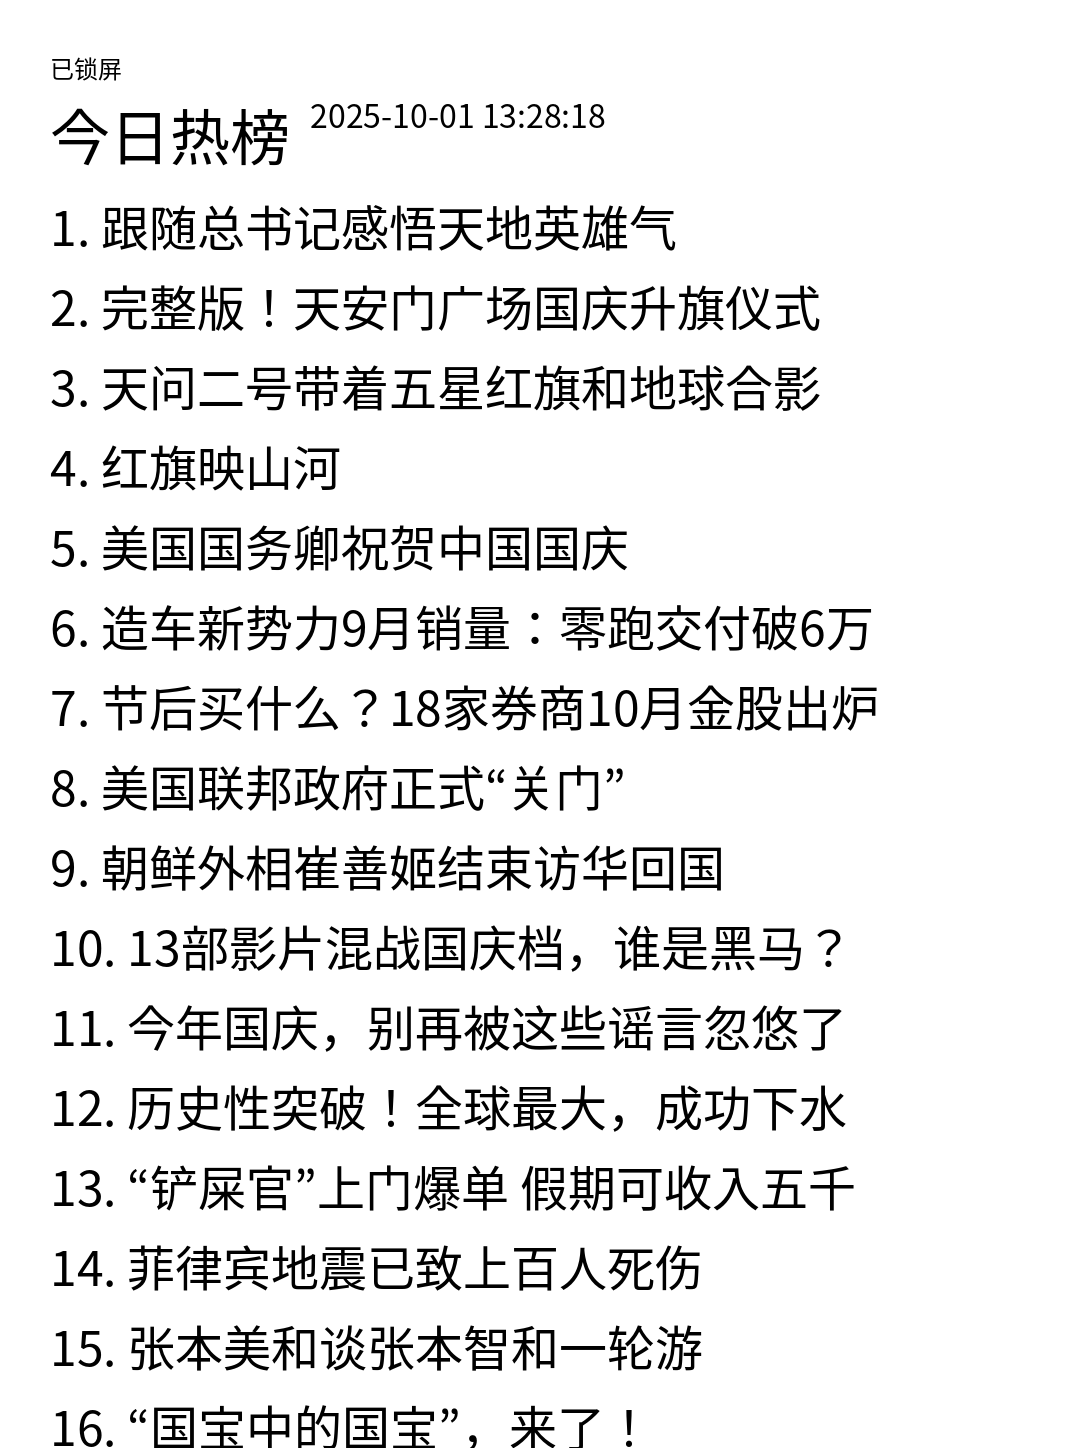 已锁屏
今日热榜 2025-10-01 13:28:18
1. 跟随总书记感悟天地英雄气
2. 完整版！天安门广场国庆升旗仪式
3. 天问二号带着五星红旗和地球合影
4. 红旗映山河
5. 美国国务卿祝贺中国国庆
6. 造车新势力9月销量：零跑交付破6万
7. 节后买什么？18家券商10月金股出炉
8. 美国联邦政府正式“关门”
9. 朝鲜外相崔善姬结束访华回国
10. 13部影片混战国庆档，谁是黑马？
11. 今年国庆，别再被这些谣言忽悠了
12. 历史性突破！全球最大，成功下水
13. “铲屎官”上门爆单 假期可收入五千
14. 菲律宾地震已致上百人死伤
15. 张本美和谈张本智和一轮游
16. “国宝中的国宝”，来了！